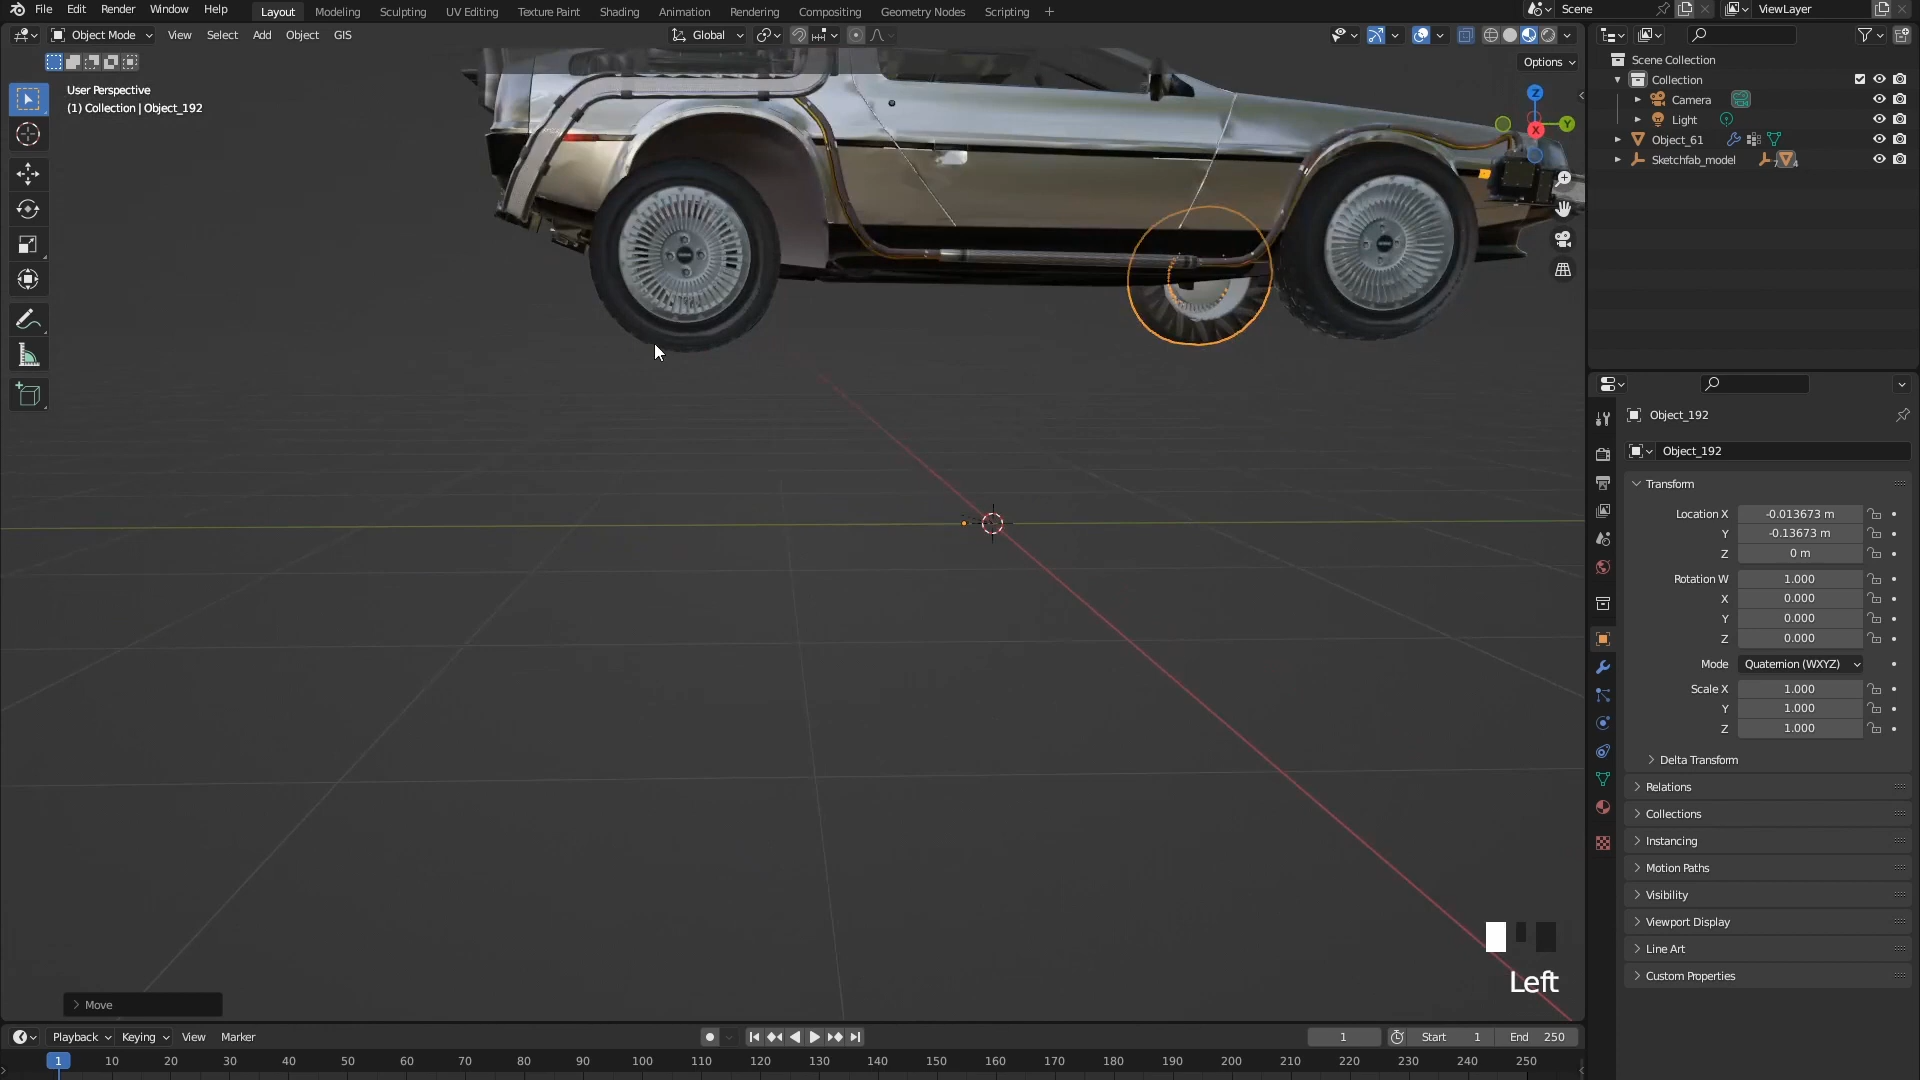 File Edit Render Window Help Layout Modeling Sculpting UV Editing Texture Paint Shading Animation Rendering Compositing Geometry Nodes Scripting Scene ViewLayer
Object Mode View Select Add Object GIS Global
Options
User Perspective
(1) Collection | Object_192
Z
Y
X
Scene Collection
Collection
Camera
Light
Object_61
Sketchfab_model
Object_192
Object_192
Transform
Location X -0.013673 m
Y -0.13673 m
Z 0 m
Rotation W 1.000
X 0.000
Y 0.000
Z 0.000
Mode Quaternion (WXYZ)
Scale X 1.000
Y 1.000
Z 1.000
Delta Transform
Relations
Collections
Instancing
Motion Paths
Visibility
Viewport Display
Line Art
Custom Properties
Left
Move
Playback Keying View Marker 1 Start 1 End 250
1 10 20 30 40 50 60 70 80 90 100 110 120 130 140 150 160 170 180 190 200 210 220 230 240 250